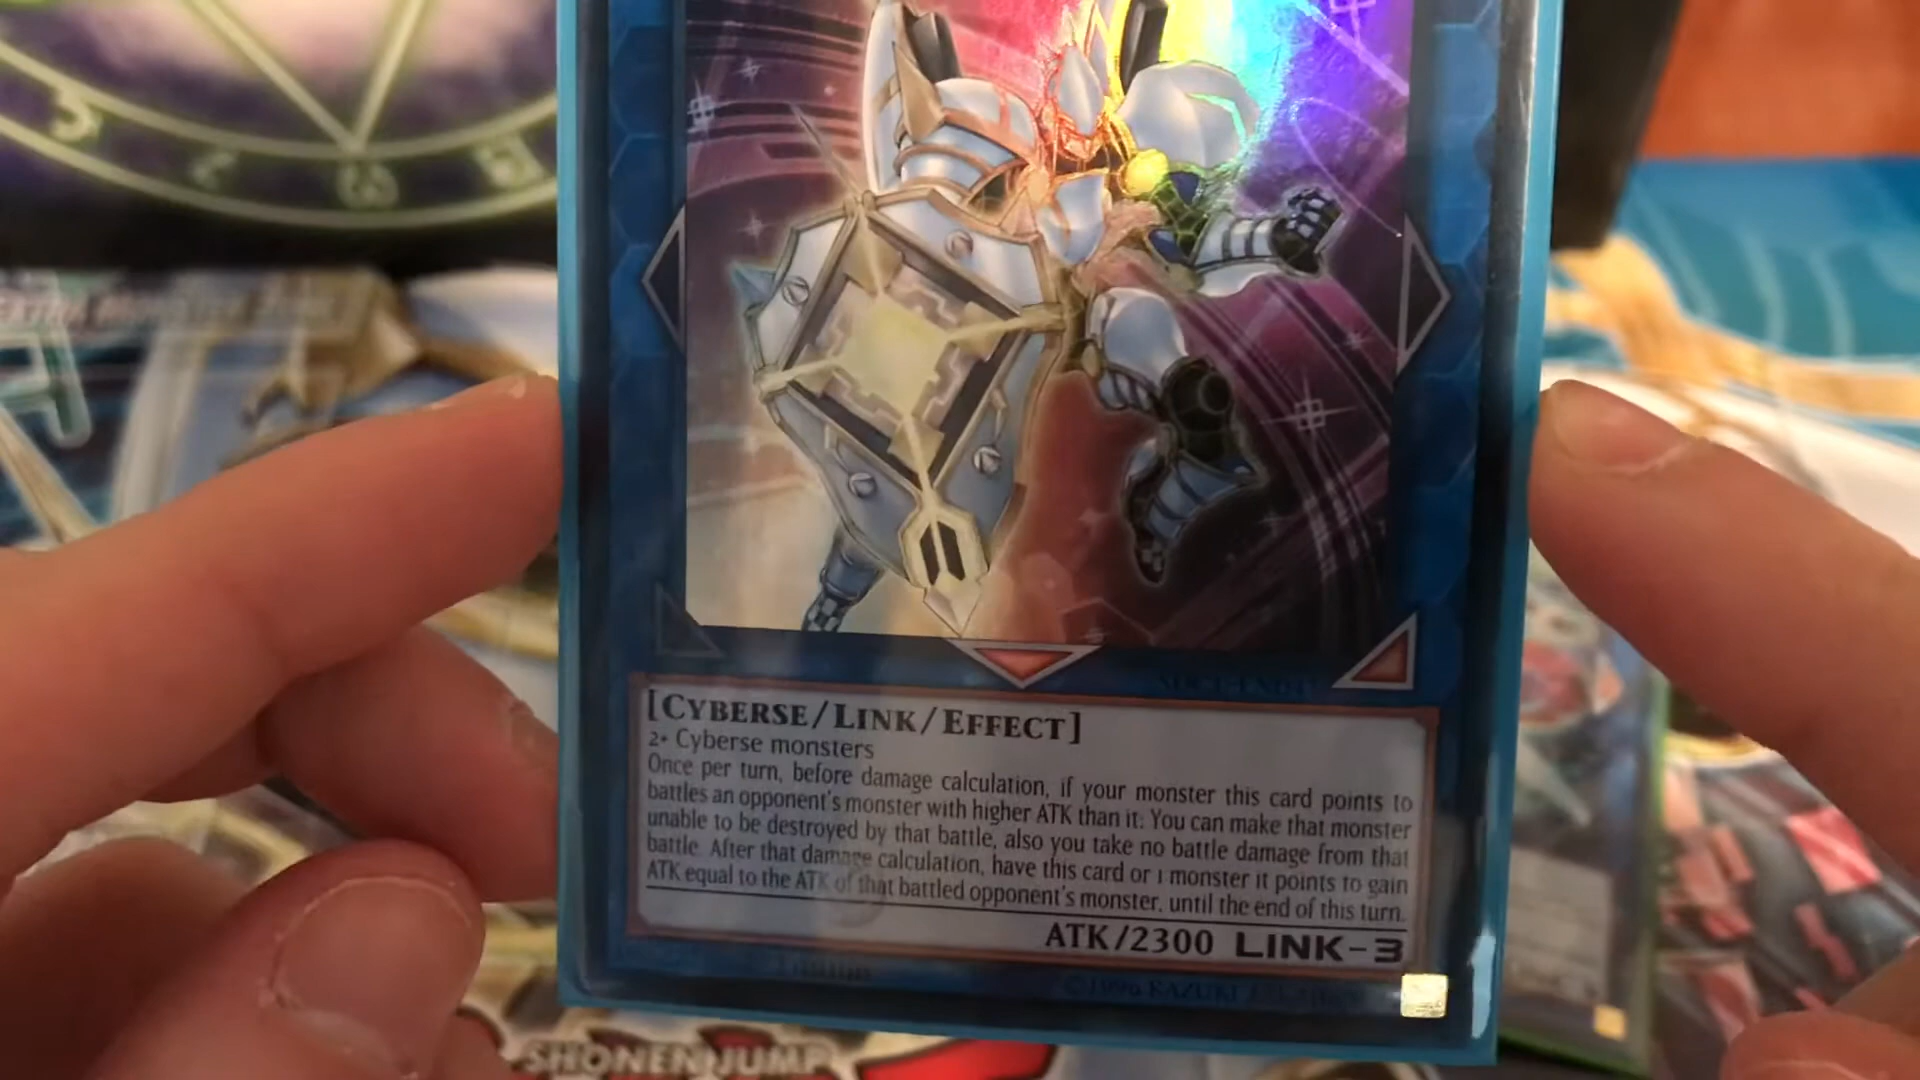 [CYBERSE/LINK/EFFECT]
2+ Cyberse monsters
Once per turn, before damage calculation, if your monster this card points to
battles an opponent's monster with higher ATK than it: You can make that monster
unable to be destroyed by that battle, also you take no battle damage from that
battle. After that damage calculation, have this card or 1 monster it points to gain
ATK equal to the ATK of that battled opponent's monster, until the end of this turn.
ATK/2300 LINK-3
SHONEN JUMP